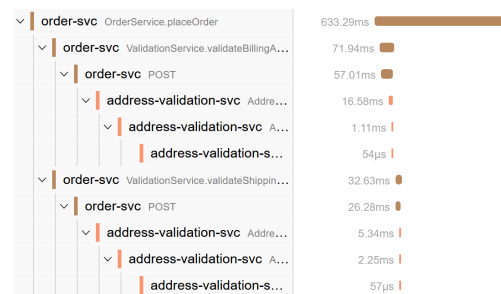 order-svc OrderService.placeOrder 633.29ms
order-svc ValidationService.validateBillingA... 71.94ms
order-svc POST 57.01ms
address-validation-svc Addre... 16.58ms
address-validation-svc A... 1.11ms
address-validation-s... 54μs
order-svc ValidationService.validateShippin... 32.63ms
order-svc POST 26.28ms
address-validation-svc Addre... 5.34ms
address-validation-svc A... 2.25ms
address-validation-s... 57μs